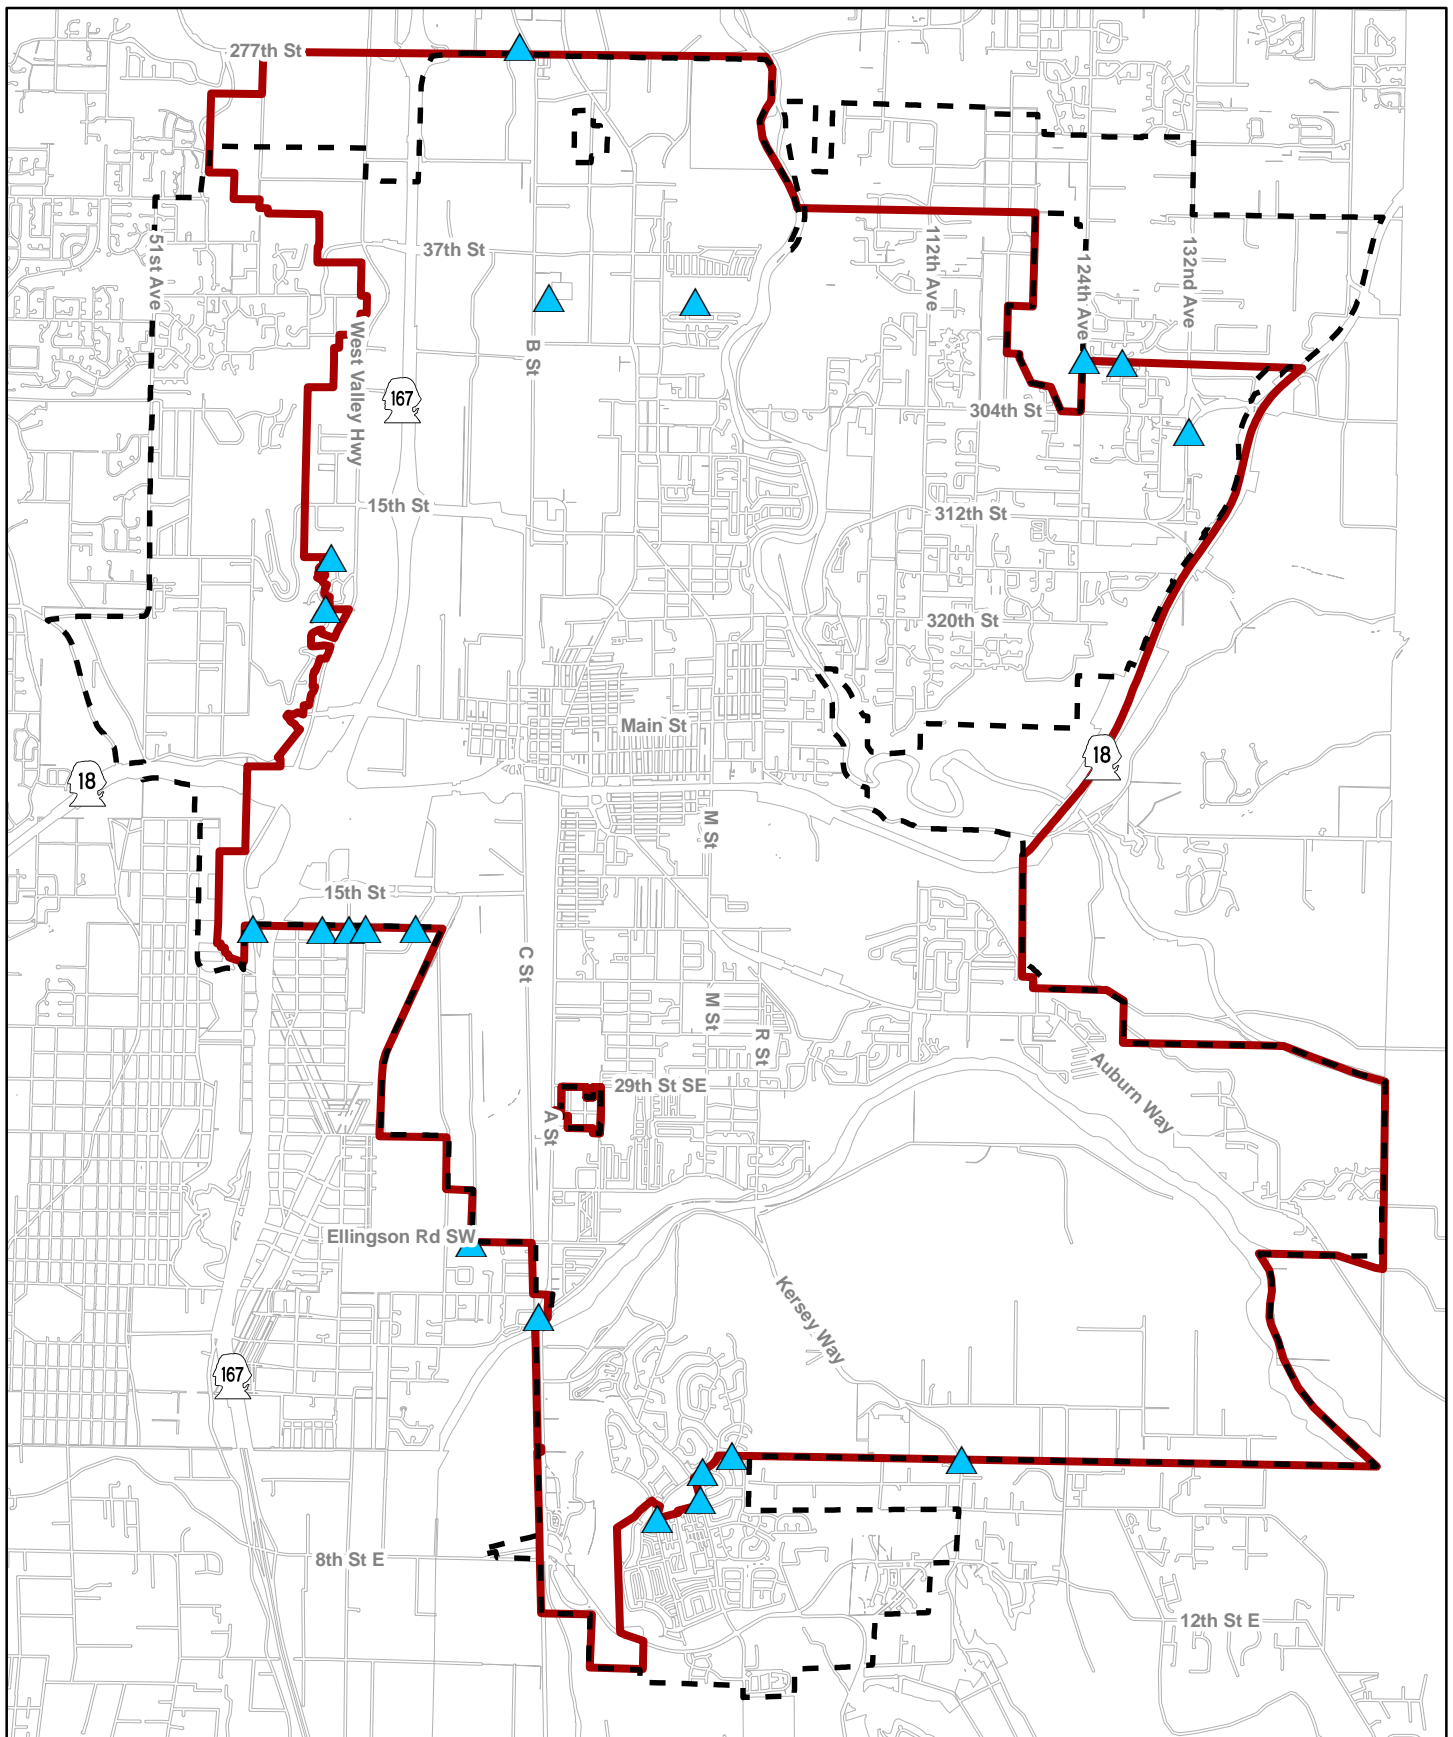 277th St
51st Ave
37th St
112th Ave
124th Ave
132nd Ave
West Valley Hwy
B St
167
304th St
15th St
312th St
320th St
Main St
18
18
M St
15th St
C St
M St
R St
29th St SE
A St
Auburn Way
Ellingson Rd SW
Kersey Way
167
8th St E
12th St E